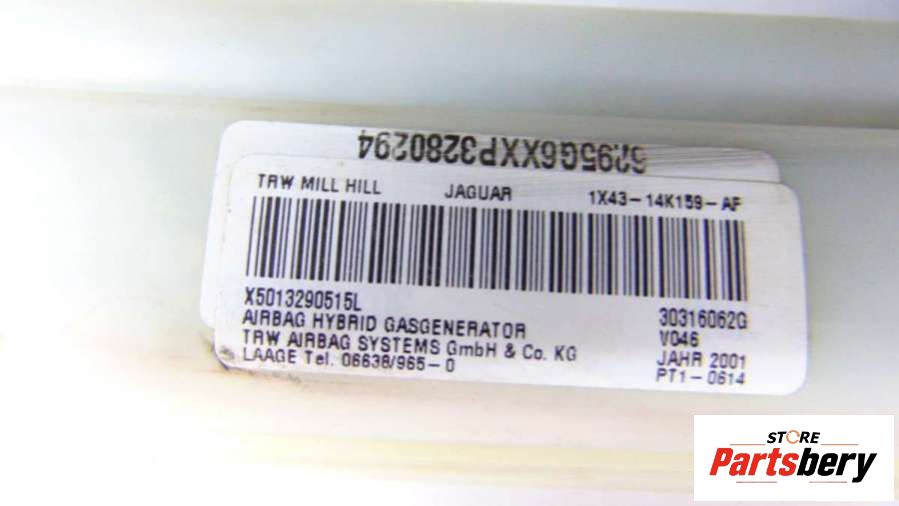 6295G6XXP3280294
TRW MILL HILL JAGUAR 1X43-14K159-AF
X5013290515L 30316062G
AIRBAG HYBRID GASGENERATOR V046
TRW AIRBAG SYSTEMS GmbH & Co. KG JAHR 2001
LAAGE Tel. 06638/965-0 PT1-0614
STORE
Partsbery